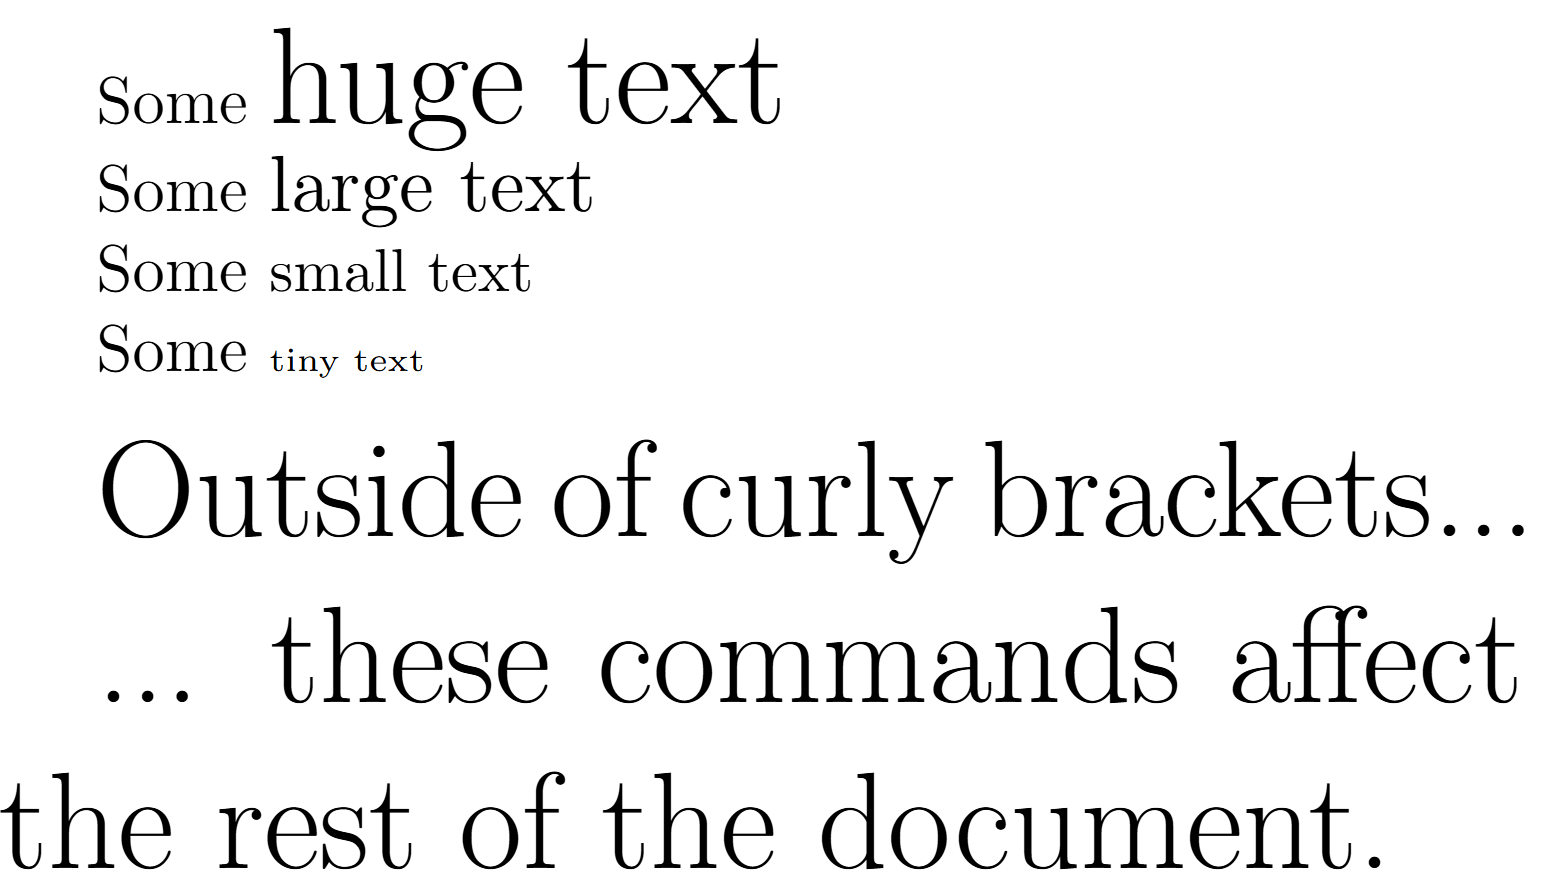 Some huge text
Some large text
Some small text
Some tiny text
Outside of curly brackets...
... these commands affect
the rest of the document.